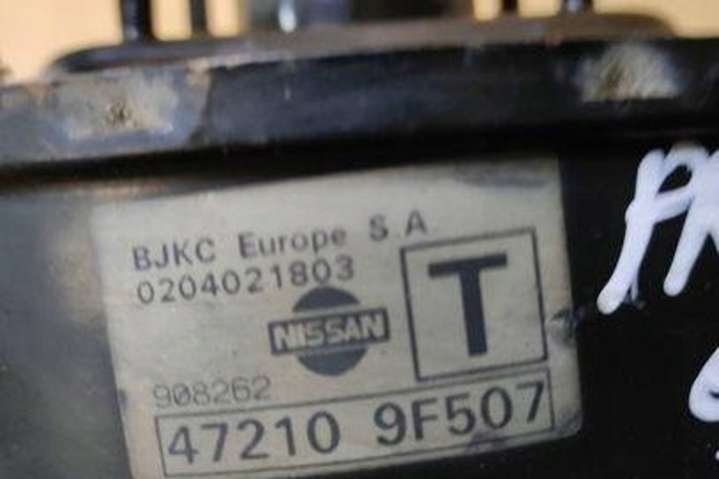 BJKC Europe S A
0204021803
NISSAN
T
908262
47210 9F507